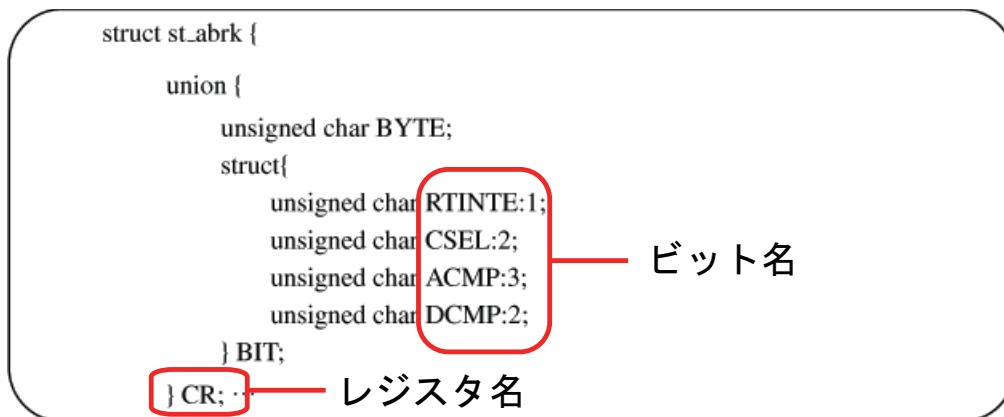 struct st_abrk {
union {
unsigned char BYTE;
struct{
unsigned char RTINTE:1;
unsigned char CSEL:2;
unsigned char ACMP:3;
unsigned char DCMP:2;
} BIT;
} CR; …
ビット名
レジスタ名